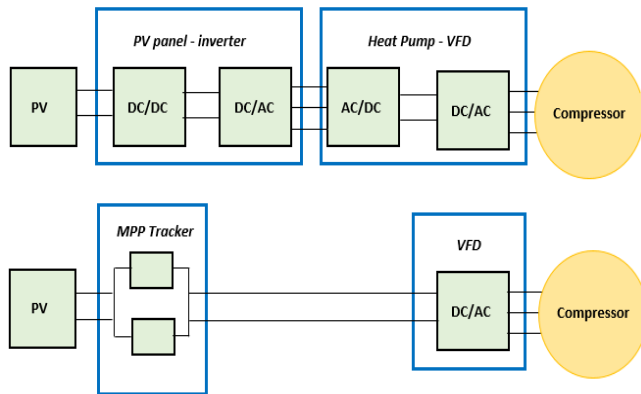 PV panel - inverter
Heat Pump - VFD
PV
DC/DC
DC/AC
AC/DC
DC/AC
Compressor
MPP Tracker
VFD
PV
DC/AC
Compressor